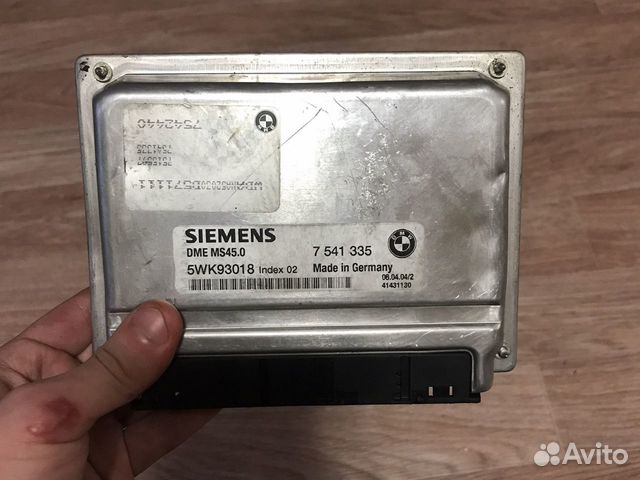 7542440
SIEMENS
DME MS45.0
7 541 335
BMW
5WK93018 Index 02
Made in Germany
06.04.04/2
41431130
Avito